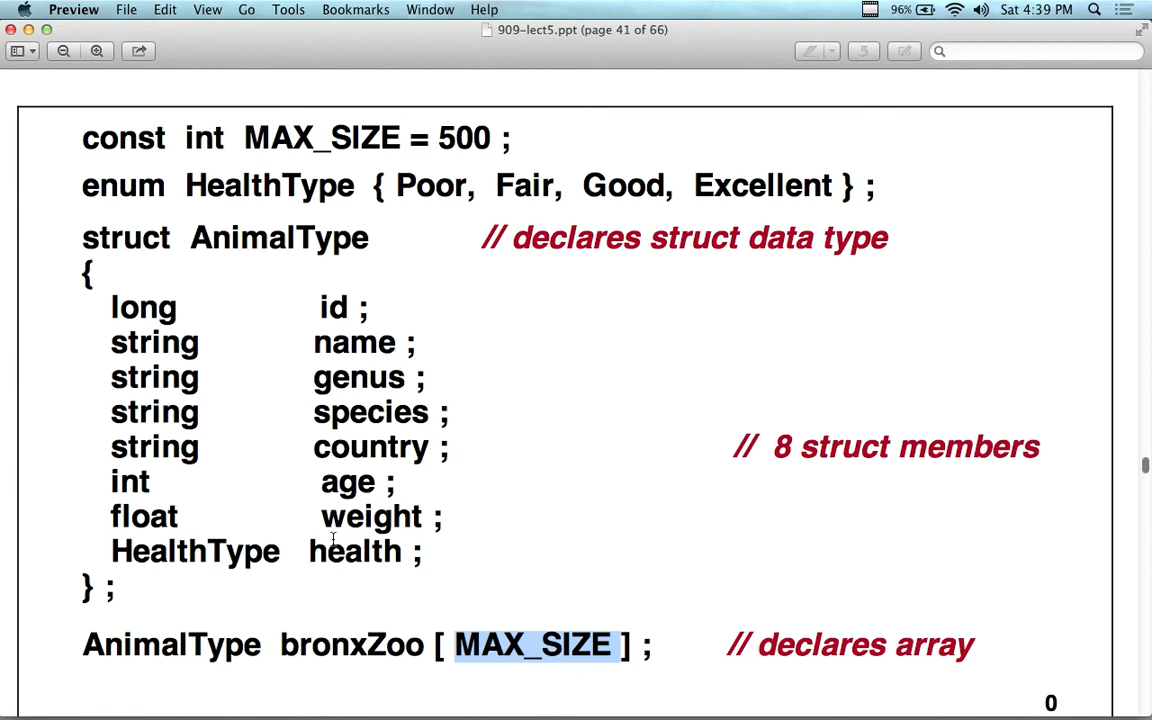 Preview File Edit View Go Tools Bookmarks Window Help 96% Sat 4:39 PM
909-lect5.ppt (page 41 of 66)
const int MAX_SIZE = 500 ;
enum HealthType { Poor, Fair, Good, Excellent } ;
struct AnimalType // declares struct data type
{
long id ;
string name ;
string genus ;
string species ;
string country ; // 8 struct members
int age ;
float weight ;
HealthType health ;
} ;
AnimalType bronxZoo [ MAX_SIZE ] ; // declares array
0